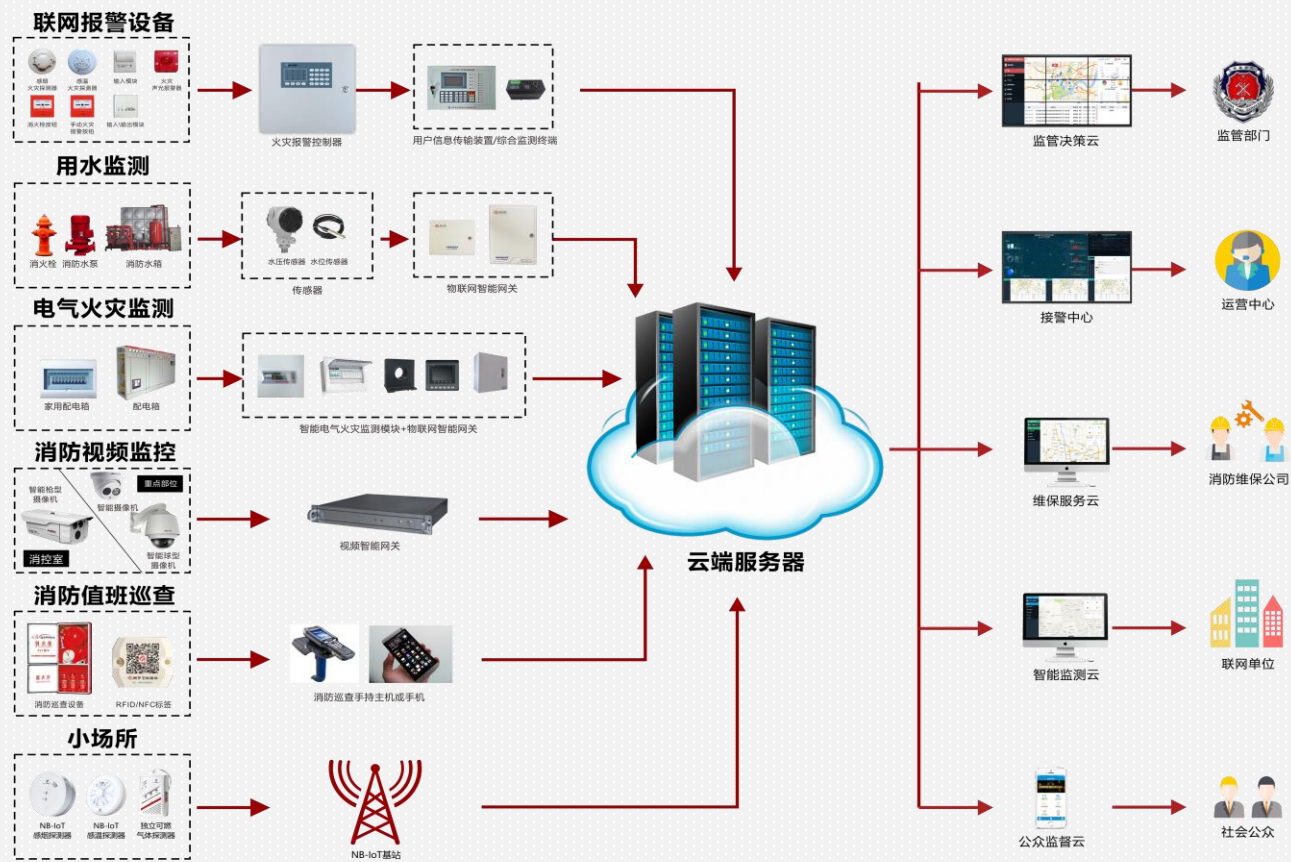 联网报警设备
感烟
火灾探测器
感温
火灾探测器
输入模块
火灾
声光报警器
消火栓按钮
手动火灾
报警按钮
输入\输出模块
火灾报警控制器
用户信息传输装置/综合监测终端
用水监测
消火栓
消防水泵
消防水箱
水压传感器
水位传感器
传感器
物联网智能网关
电气火灾监测
家用配电箱
配电箱
智能电气火灾监测模块+物联网智能网关
消防视频监控
智能枪型
摄像机
消控室
智能摄像机
重点部位
智能球型
摄像机
视频智能网关
消防值班巡查
消防巡查设备
RFID/NFC标签
消防巡查手持主机或手机
小场所
NB-IoT
感烟探测器
NB-IoT
感温探测器
独立可燃
气体探测器
NB-IoT基站
云端服务器
监管决策云
监管部门
接警中心
运营中心
维保服务云
消防维保公司
智能监测云
联网单位
公众监督云
社会公众